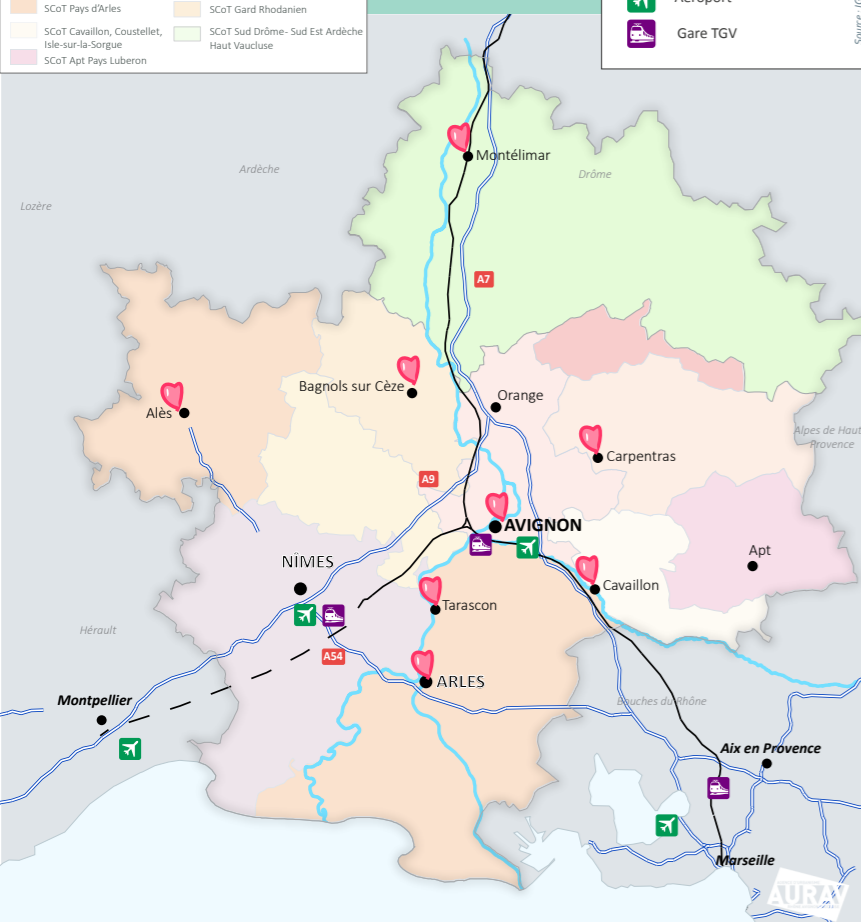 SCoT Pays d'Arles
SCoT Gard Rhodanien
SCoT Cavaillon, Coustellet,
Isle-sur-la-Sorgue
SCoT Sud Drôme- Sud Est Ardèche
Haut Vaucluse
SCoT Apt Pays Luberon
Aéroport
Gare TGV
Montélimar
Ardèche
Drôme
Lozère
A7
Bagnols sur Cèze
Orange
Alès
Alpes de Haut
Provence
Carpentras
A9
AVIGNON
Apt
NÎMES
Cavaillon
Tarascon
Hérault
A54
ARLES
Montpellier
Bouches du Rhône
Aix en Provence
Marseille
AURAV